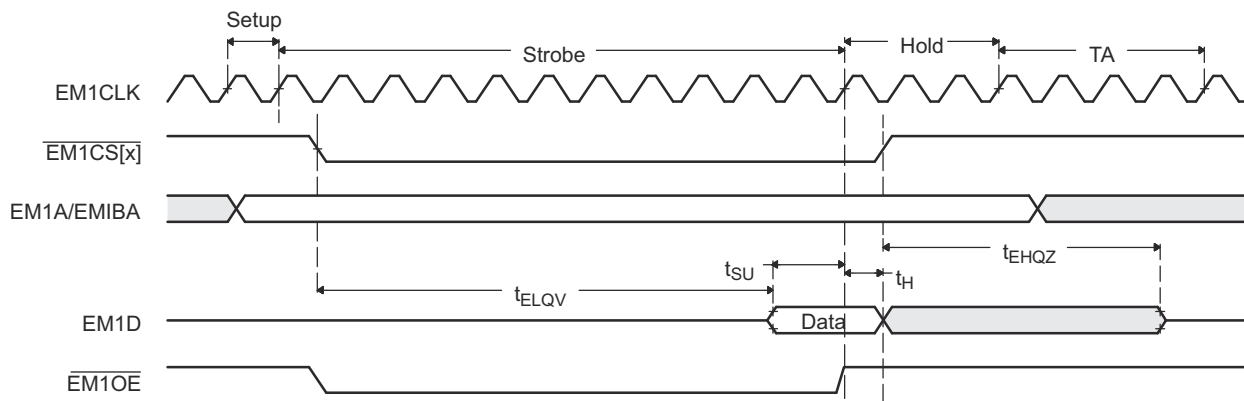 Setup
Strobe
Hold
TA
EM1CLK
EM1CS[x]
EM1A/EMIBA
tSU
tH
tEHQZ
tELQV
EM1D
Data
EM1OE